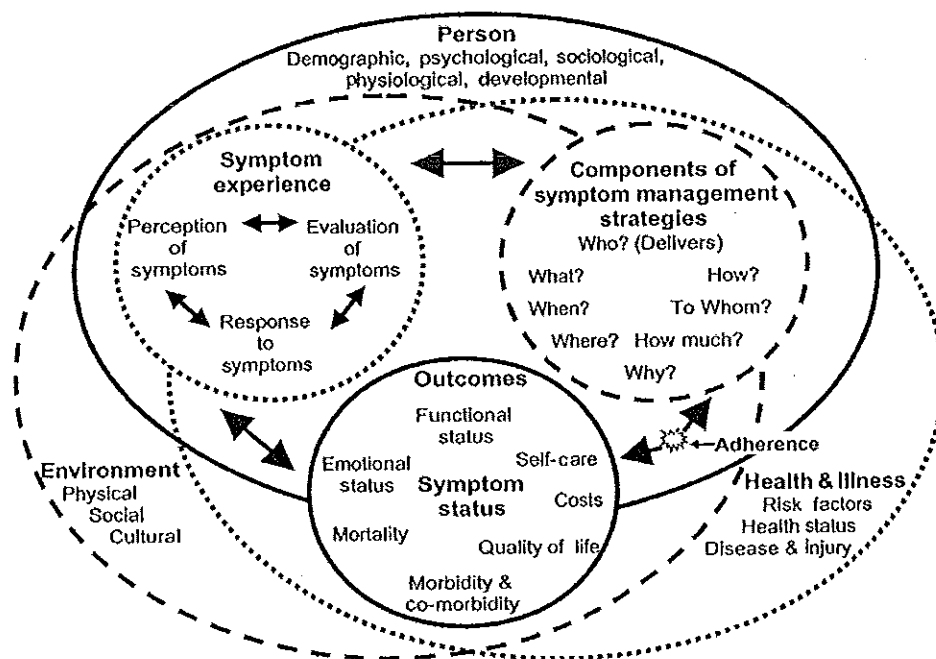 Person
Demographic, psychological, sociological,
physiological, developmental
Symptom
experience
Perception
of
symptoms
Evaluation
of
symptoms
Response
to
symptoms
Components of
symptom management
strategies
Who? (Delivers)
What?
How?
When?
To Whom?
Where?
How much?
Why?
Outcomes
Functional
status
Emotional
status
Self-care
Symptom
status
Costs
Mortality
Quality of life
Morbidity &
co-morbidity
Adherence
Environment
Physical
Social
Cultural
Health & Illness
Risk factors
Health status
Disease & injury